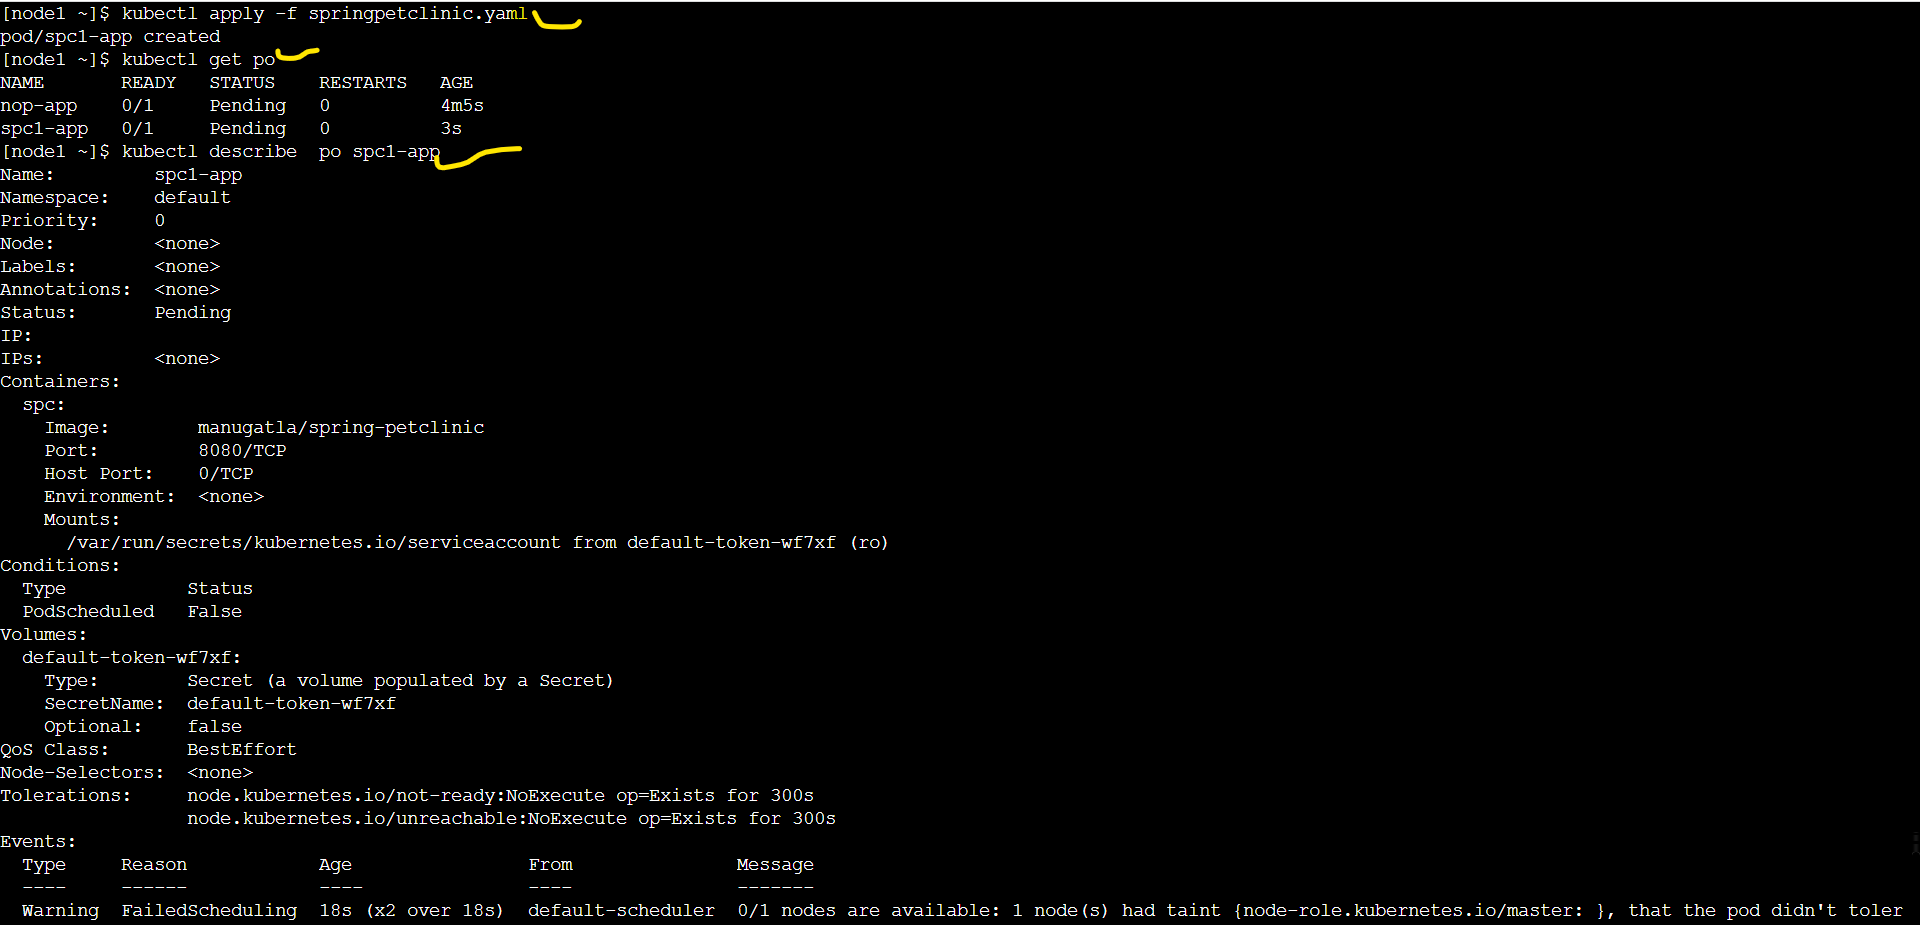 [node1 ~]$ kubectl apply -f springpetclinic.yaml
pod/spc1-app created
[node1 ~]$ kubectl get po
NAME       READY   STATUS    RESTARTS   AGE
nop-app    0/1     Pending   0          4m5s
spc1-app   0/1     Pending   0          3s
[node1 ~]$ kubectl describe  po spc1-app
Name:         spc1-app
Namespace:    default
Priority:     0
Node:         <none>
Labels:       <none>
Annotations:  <none>
Status:       Pending
IP:
IPs:          <none>
Containers:
  spc:
    Image:        manugatla/spring-petclinic
    Port:         8080/TCP
    Host Port:    0/TCP
    Environment:  <none>
    Mounts:
      /var/run/secrets/kubernetes.io/serviceaccount from default-token-wf7xf (ro)
Conditions:
  Type           Status
  PodScheduled   False
Volumes:
  default-token-wf7xf:
    Type:        Secret (a volume populated by a Secret)
    SecretName:  default-token-wf7xf
    Optional:    false
QoS Class:       BestEffort
Node-Selectors:  <none>
Tolerations:     node.kubernetes.io/not-ready:NoExecute op=Exists for 300s
                 node.kubernetes.io/unreachable:NoExecute op=Exists for 300s
Events:
  Type     Reason            Age                From               Message
  ----     ------            ----               ----               -------
  Warning  FailedScheduling  18s (x2 over 18s)  default-scheduler  0/1 nodes are available: 1 node(s) had taint {node-role.kubernetes.io/master: }, that the pod didn't toler